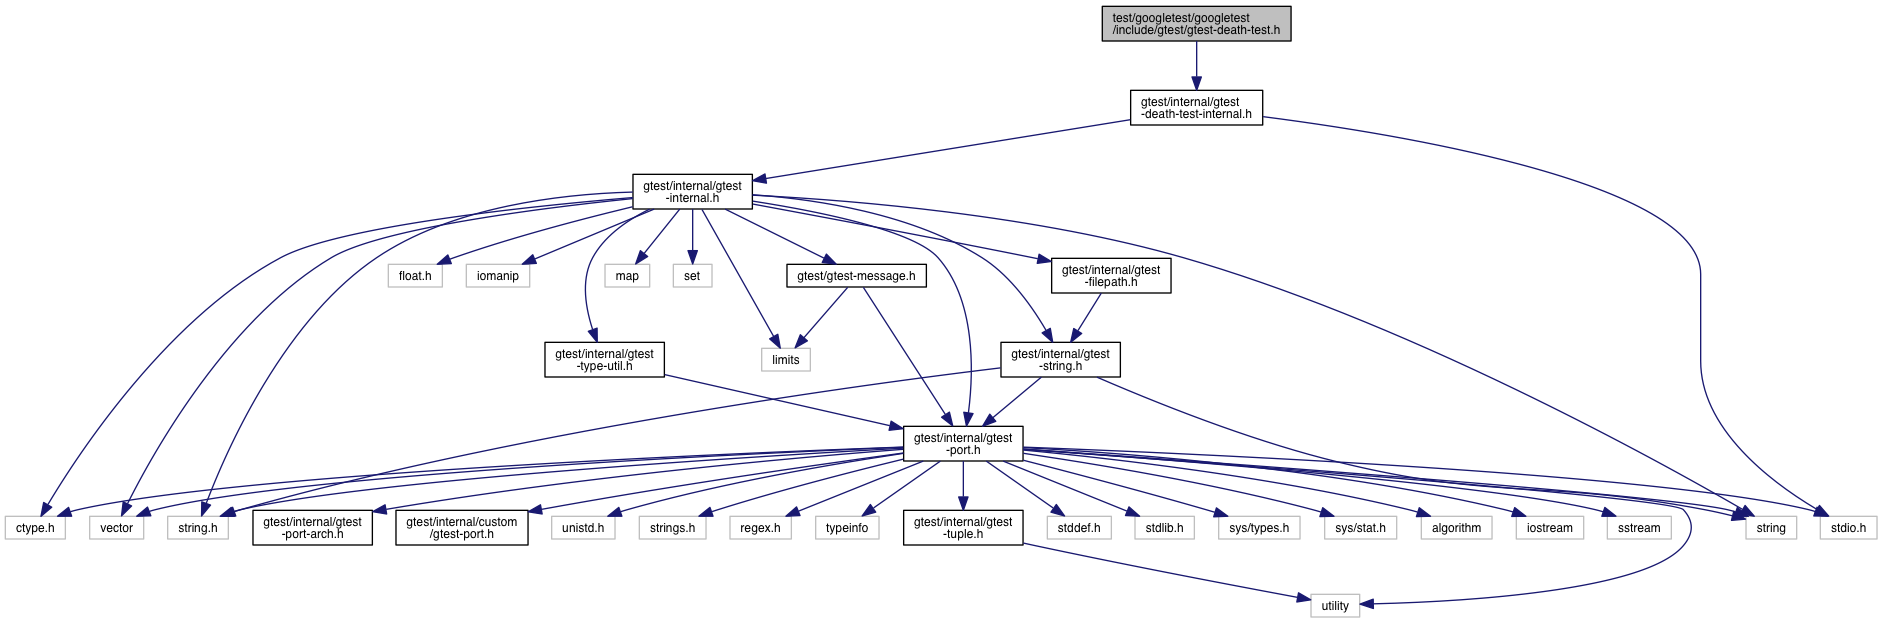 test/googletest/googletest
/include/gtest/gtest-death-test.h
gtest/internal/gtest
-death-test-internal.h
gtest/internal/gtest
-internal.h
float.h
iomanip
map
set
gtest/gtest-message.h
gtest/internal/gtest
-filepath.h
gtest/internal/gtest
-type-util.h
limits
gtest/internal/gtest
-string.h
gtest/internal/gtest
-port.h
ctype.h
vector
string.h
gtest/internal/gtest
-port-arch.h
gtest/internal/custom
/gtest-port.h
unistd.h
strings.h
regex.h
typeinfo
gtest/internal/gtest
-tuple.h
stddef.h
stdlib.h
sys/types.h
sys/stat.h
algorithm
iostream
sstream
string
stdio.h
utility